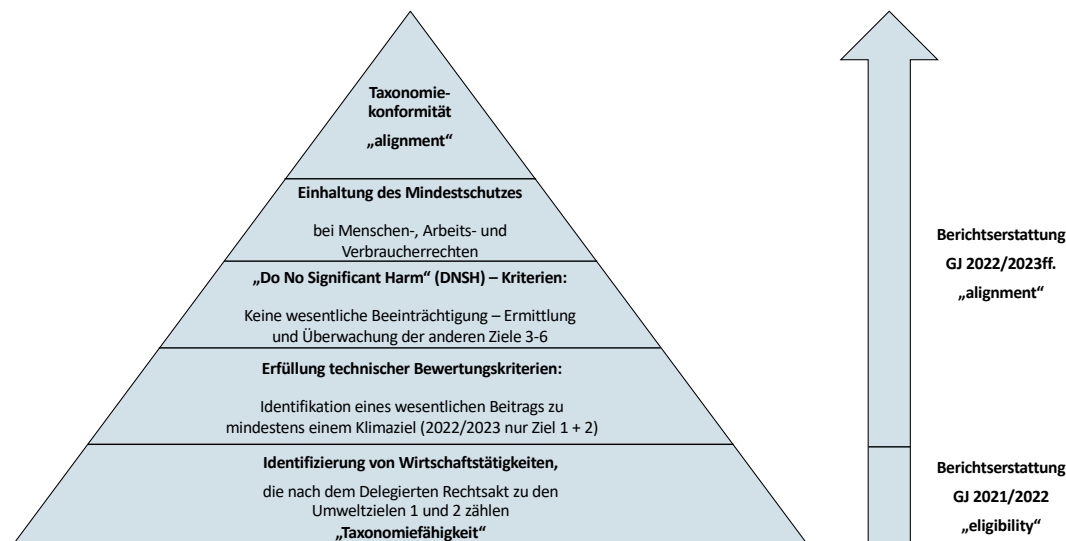 Taxonomie-
konformität
„alignment“
Einhaltung des Mindestschutzes
bei Menschen-, Arbeits- und
Verbraucherrechten
„Do No Significant Harm“ (DNSH) – Kriterien:
Keine wesentliche Beeinträchtigung – Ermittlung
und Überwachung der anderen Ziele 3-6
Erfüllung technischer Bewertungskriterien:
Identifikation eines wesentlichen Beitrags zu
mindestens einem Klimaziel (2022/2023 nur Ziel 1 + 2)
Identifizierung von Wirtschaftstätigkeiten,
die nach dem Delegierten Rechtsakt zu den
Umweltzielen 1 und 2 zählen
„Taxonomiefähigkeit“
Berichtserstattung
GJ 2022/2023ff.
„alignment“
Berichtserstattung
GJ 2021/2022
„eligibility“